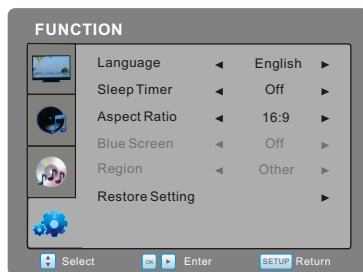 FUNCTION
Language English
Sleep Timer Off
Aspect Ratio 16:9
Blue Screen Off
Region Other
Restore Setting
Select OK Enter SETUP Return